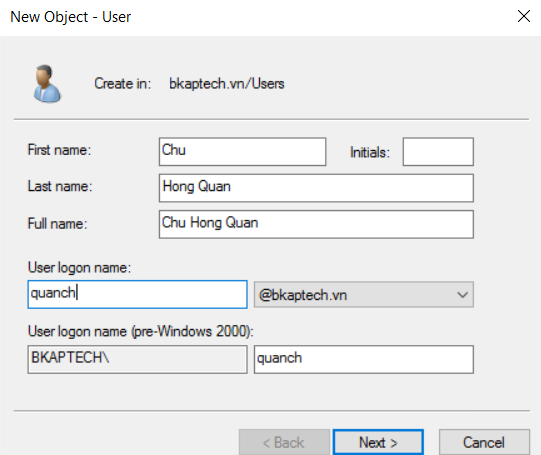 New Object - User
Create in: bkaptech.vn/Users
First name: Chu Initials:
Last name: Hong Quan
Full name: Chu Hong Quan
User logon name:
quanch @bkaptech.vn
User logon name (pre-Windows 2000):
BKAPTECH\ quanch
< Back Next > Cancel